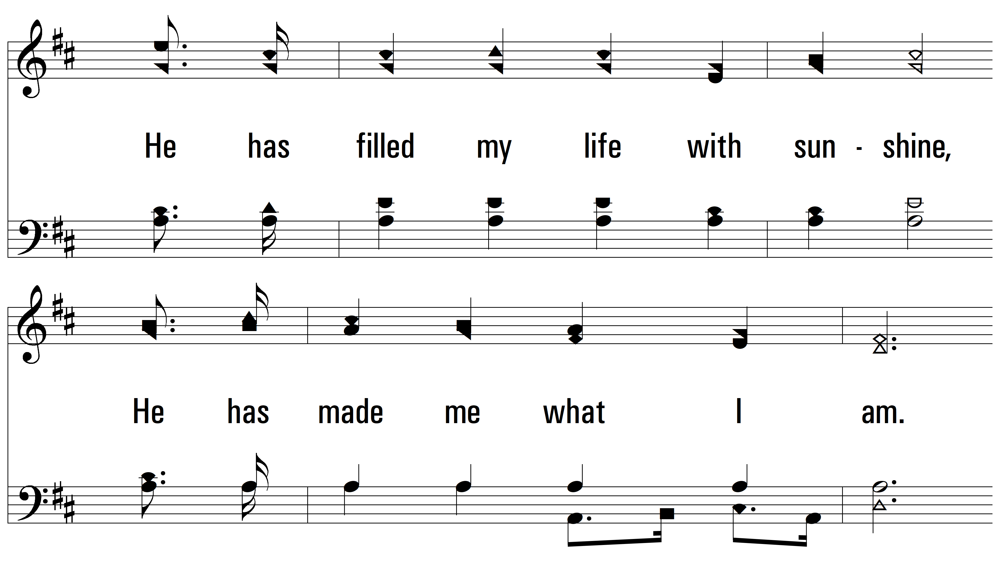 He has filled my life with sun - shine,
He has made me what I am.